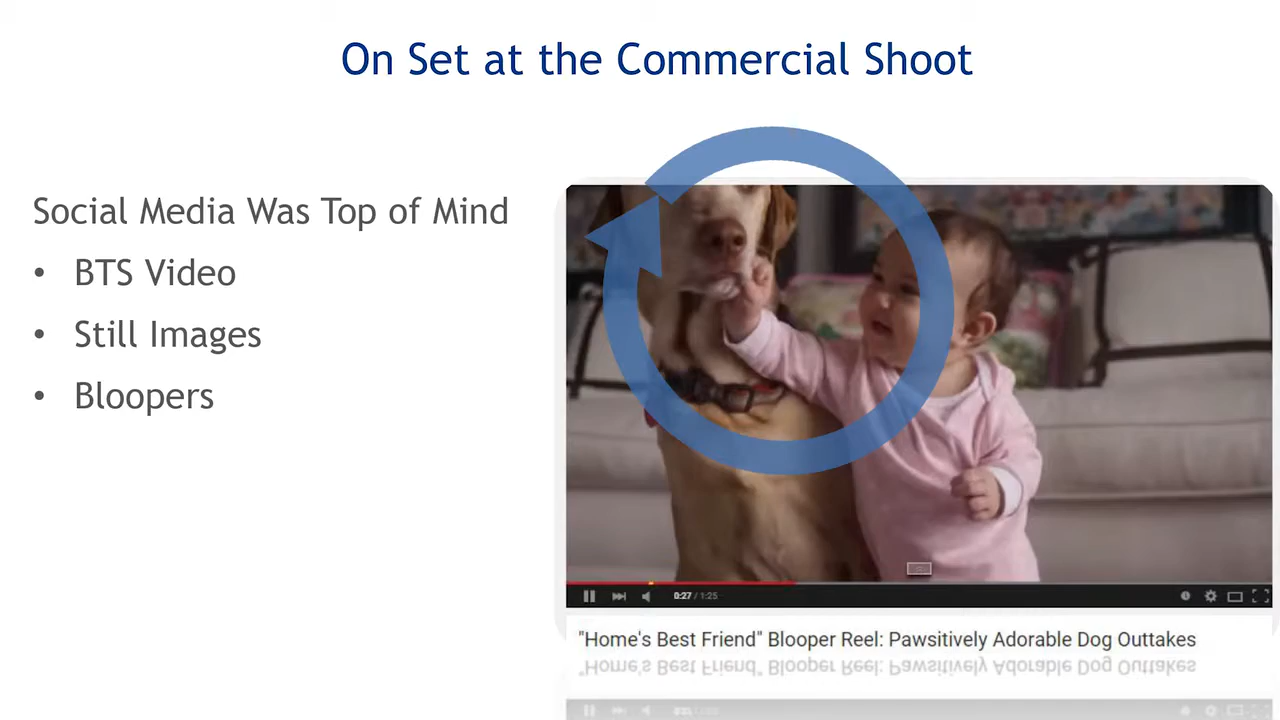 On Set at the Commercial Shoot
Social Media Was Top of Mind
• BTS Video
• Still Images
• Bloopers
0:27 / 1:25
"Home's Best Friend" Blooper Reel: Pawsitively Adorable Dog Outtakes